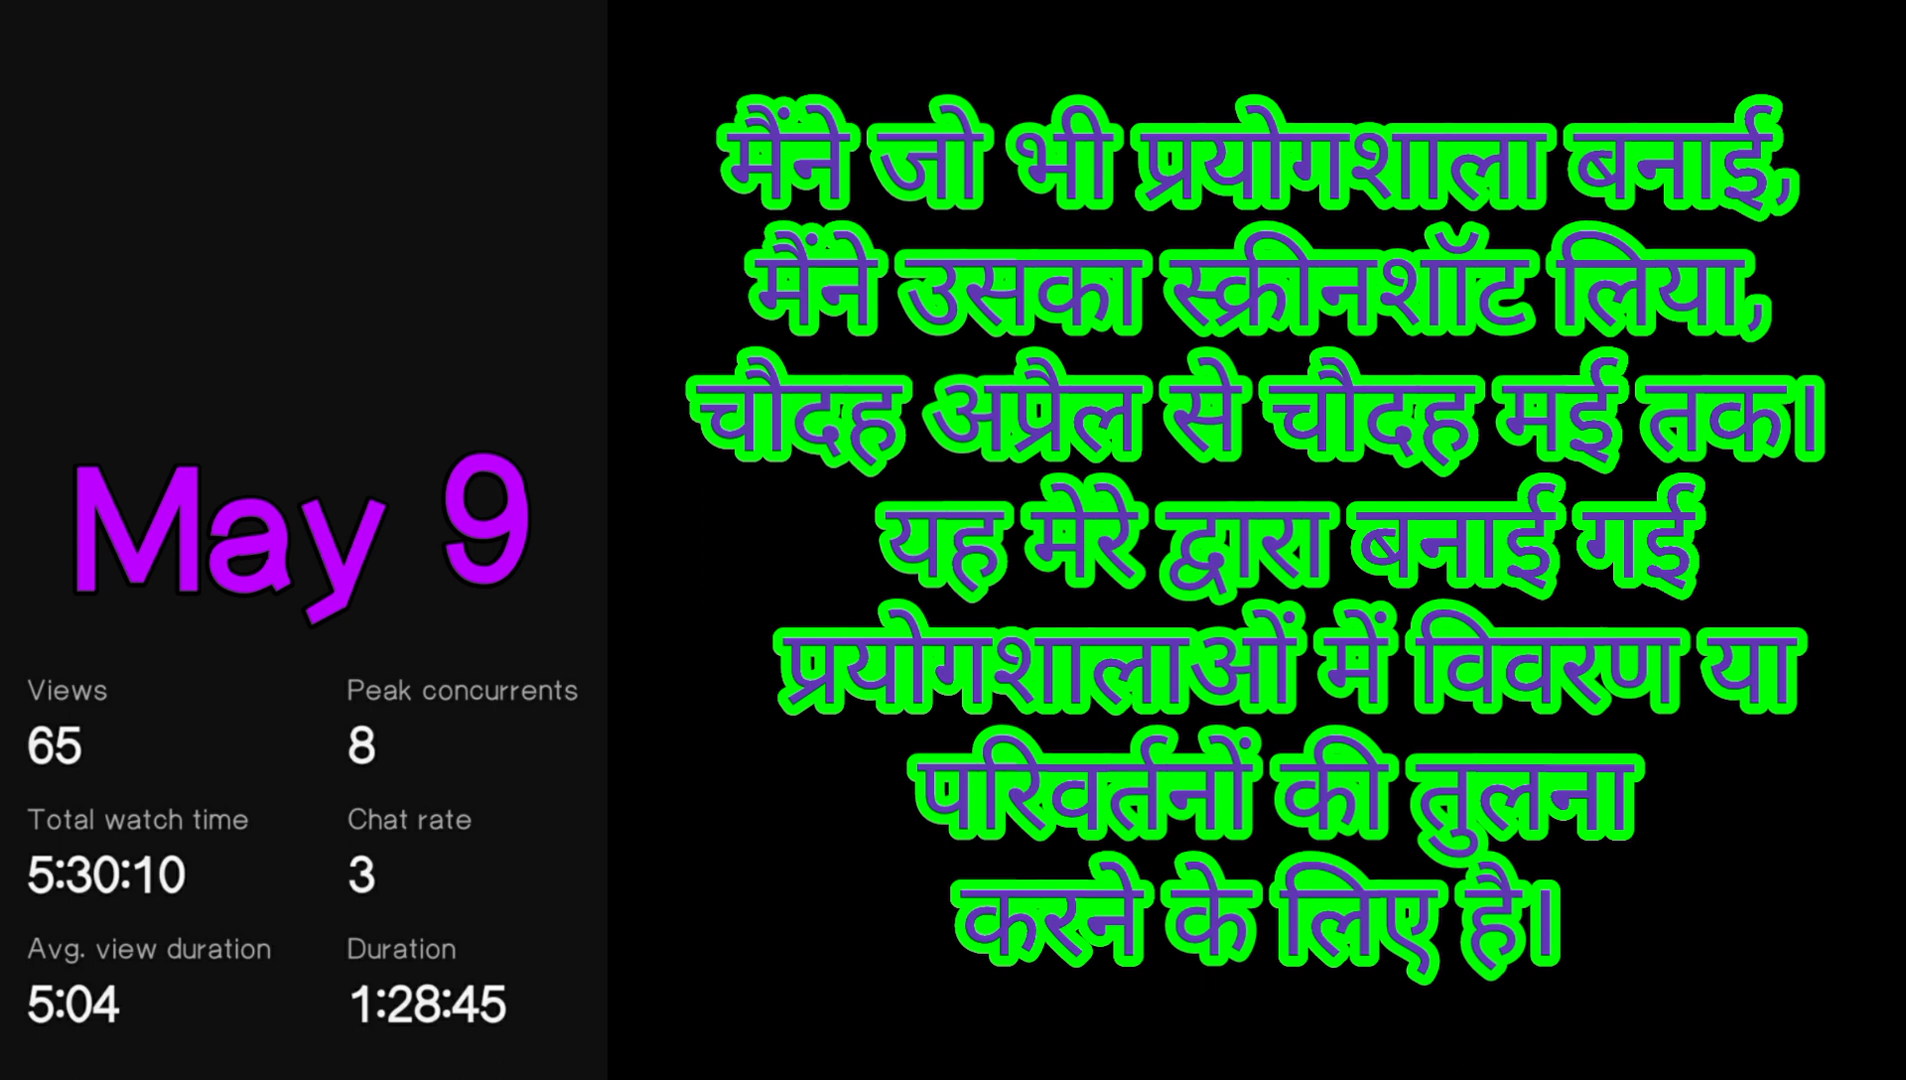 May 9
Views
65
Peak concurrents
8
Total watch time
5:30:10
Chat rate
3
Avg. view duration
5:04
Duration
1:28:45
मैंने जो भी प्रयोगशाला बनाई,
मैंने उसका स्क्रीनशॉट लिया,
चौदह अप्रैल से चौदह मई तक।
यह मेरे द्वारा बनाई गई
प्रयोगशालाओं में विवरण या
परिवर्तनों की तुलना
करने के लिए है।